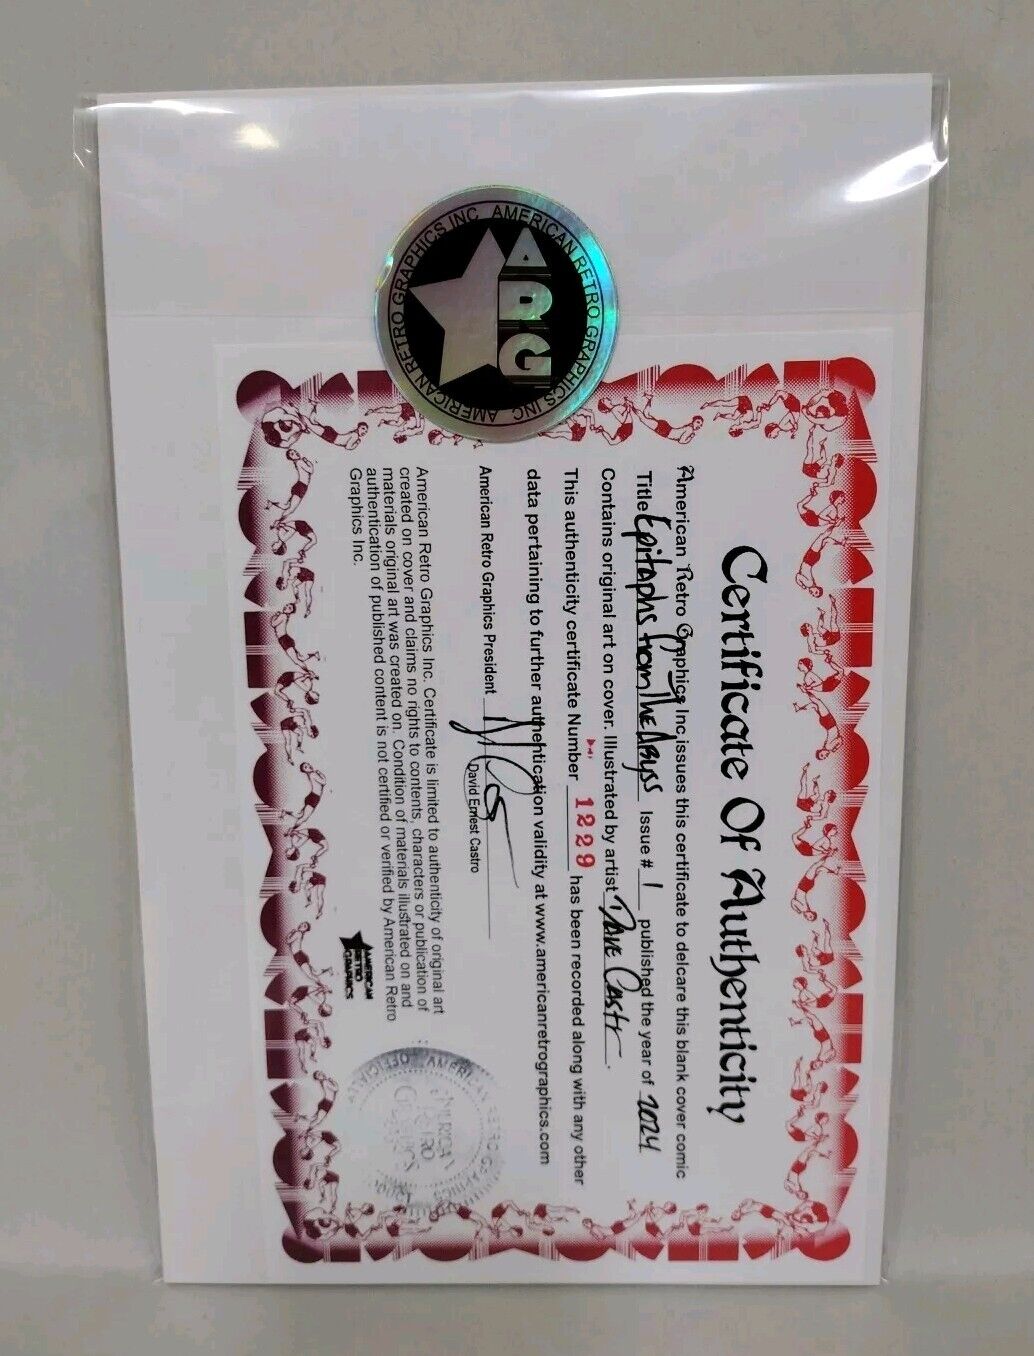 AMERICAN RETRO GRAPHICS INC
AMERICAN RETRO GRAPHICS INC
ARG
Certificate Of Authenticity
American Retro Graphics Inc issues this certificate to delcare this blank cover comic
Title Epitaphs from The Abyss Issue # 1 published the year of 2024
Contains original art on cover. Illustrated by artist Dave Castr
This authenticity certificate Number 1229 has been recorded along with any other
data pertaining to further authentication validity at www.americanretrographics.com
American Retro Graphics President
David Ernest Castro
American Retro Graphics Inc. Certificate is limited to authenticity of original art
created on cover and claims no rights to contents, characters or publication of
materials original art was created on. Condition of materials illustrated on and
authentication of published content is not certified or verified by American Retro
Graphics Inc.
AMERICAN
RETRO
GRAPHICS